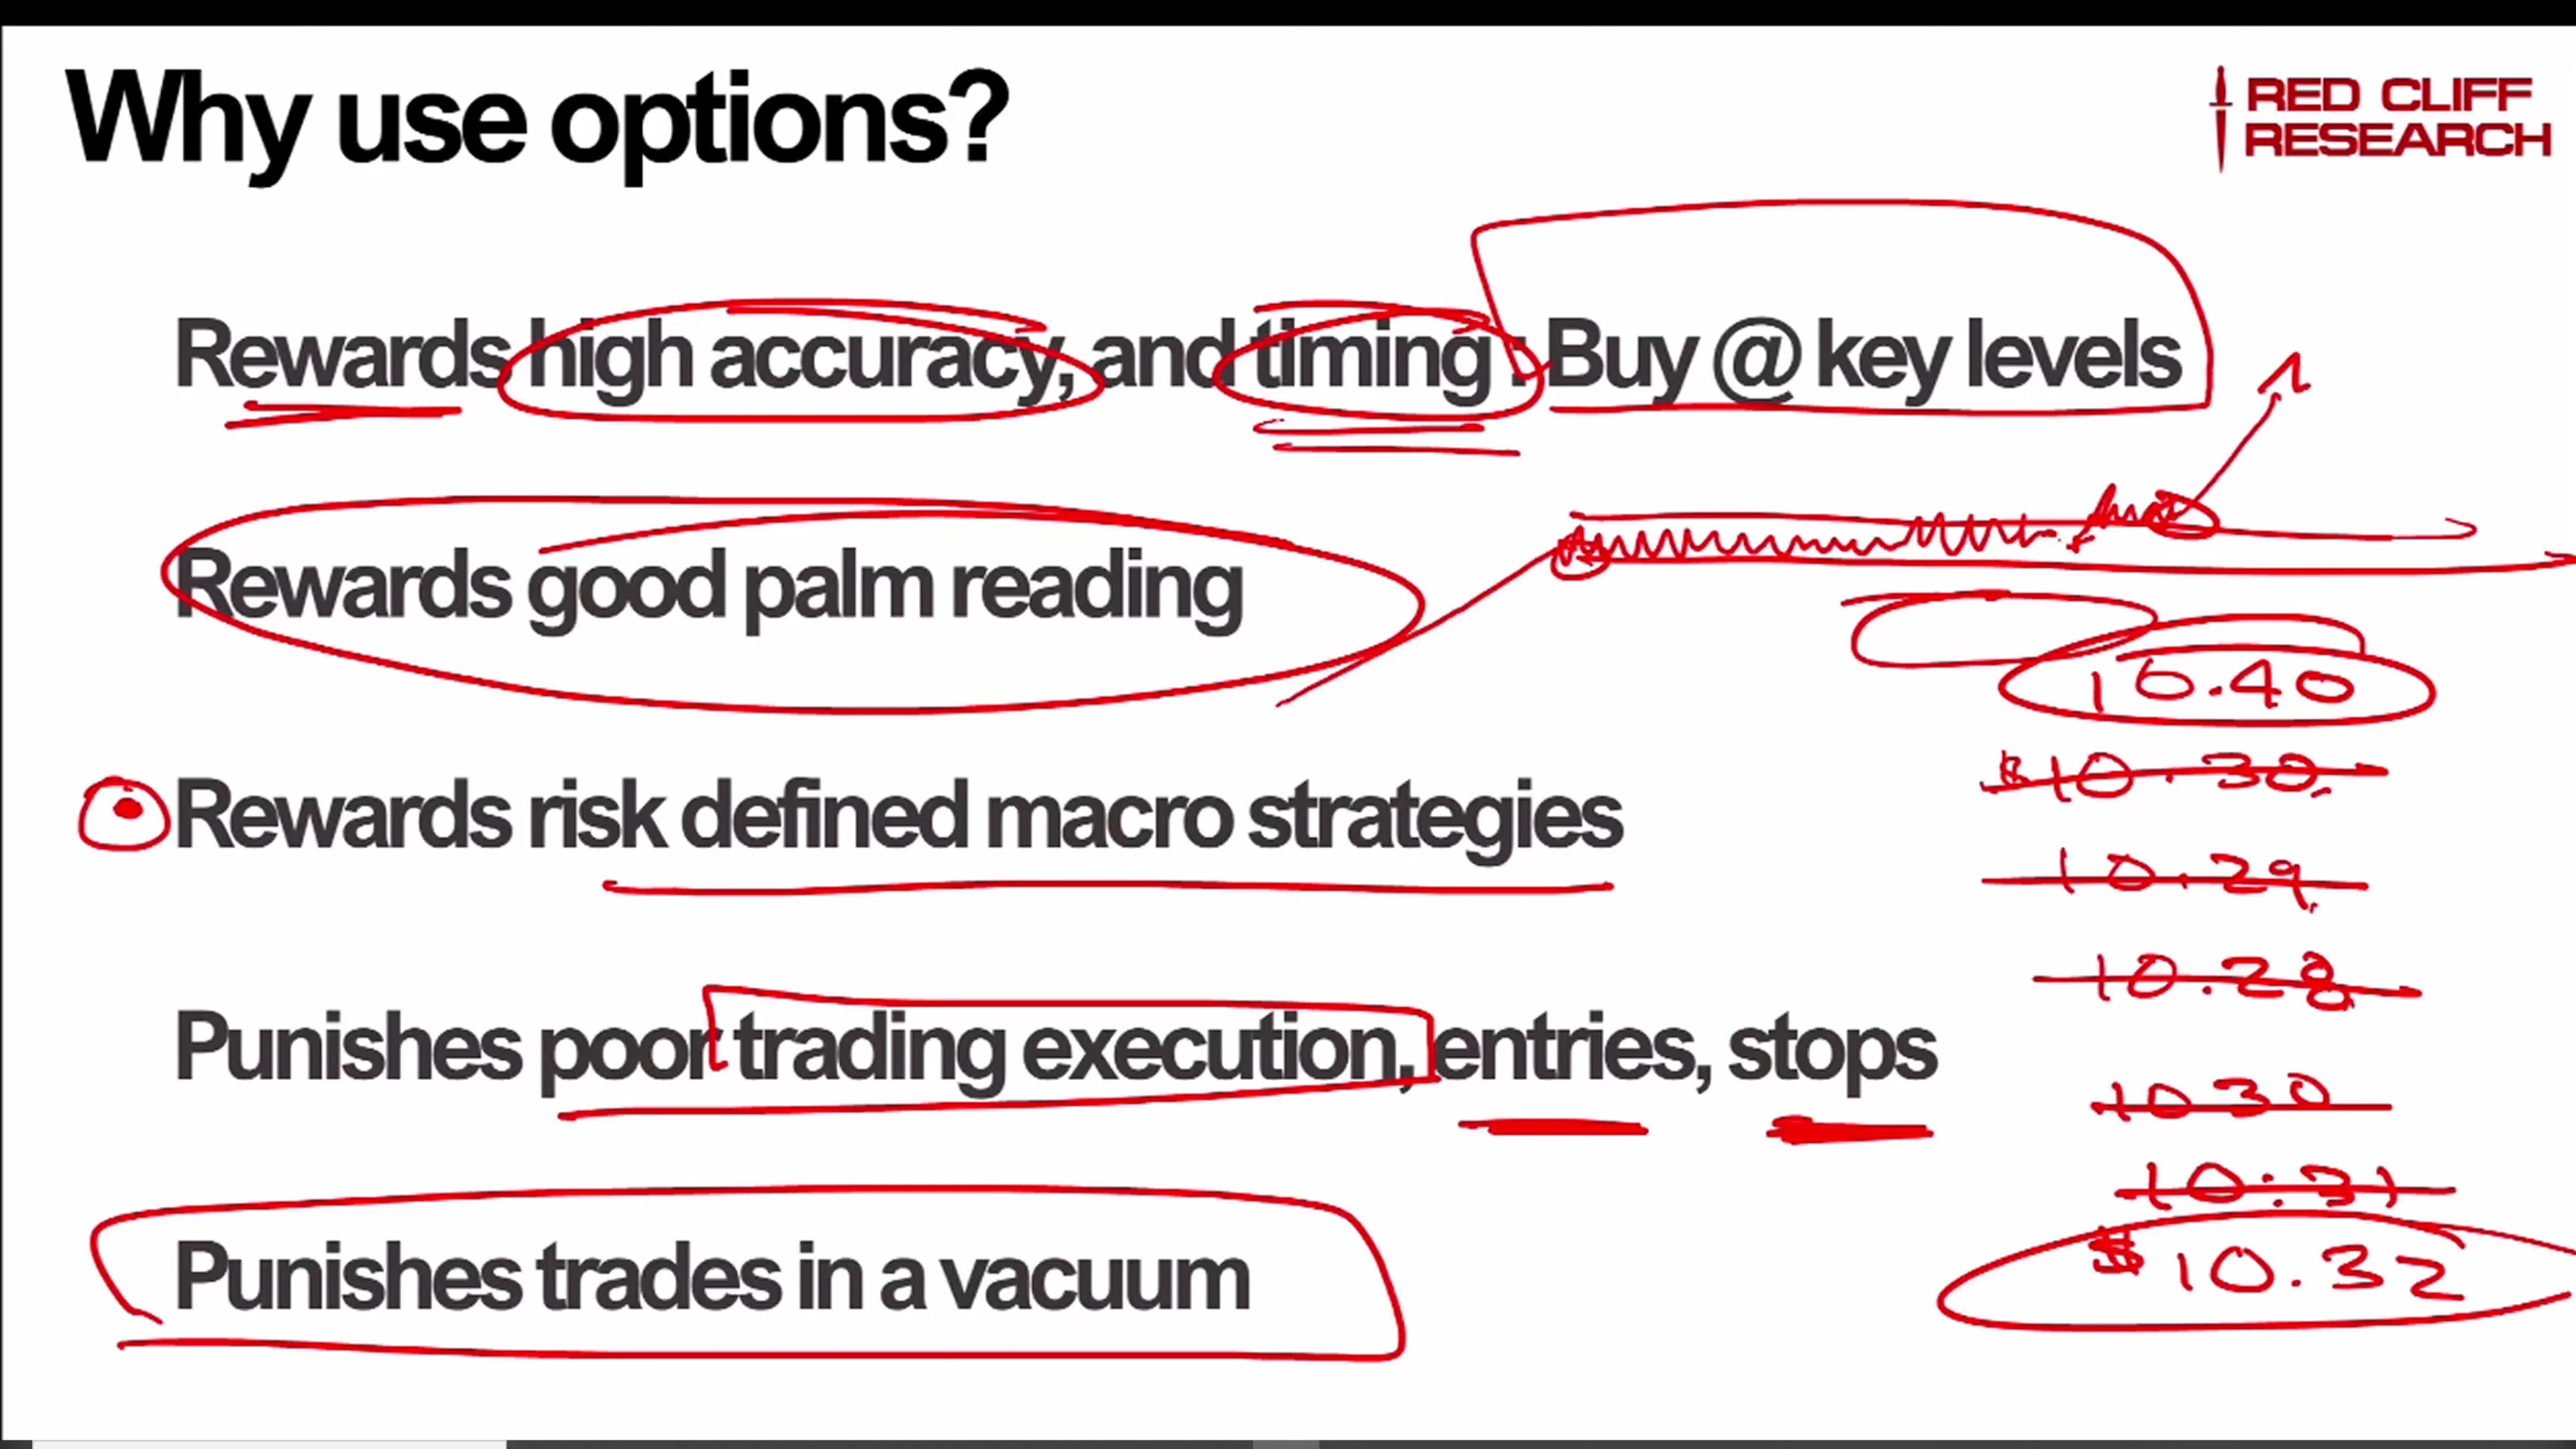 Why use options?
RED CLIFF
RESEARCH
Rewards high accuracy, and timing : Buy @ key levels
Rewards good palm reading
10.40
$10.30
Rewards risk defined macro strategies
10.29
10.28
Punishes poor trading execution, entries, stops
1030
10.31
Punishes trades in a vacuum
$10.32